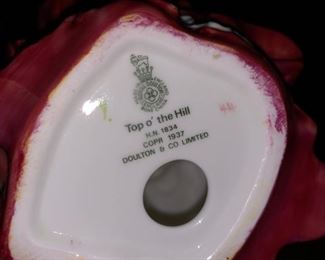 Top o' the Hill
H.N. 1834
COPR 1937
DOULTON & CO LIMITED